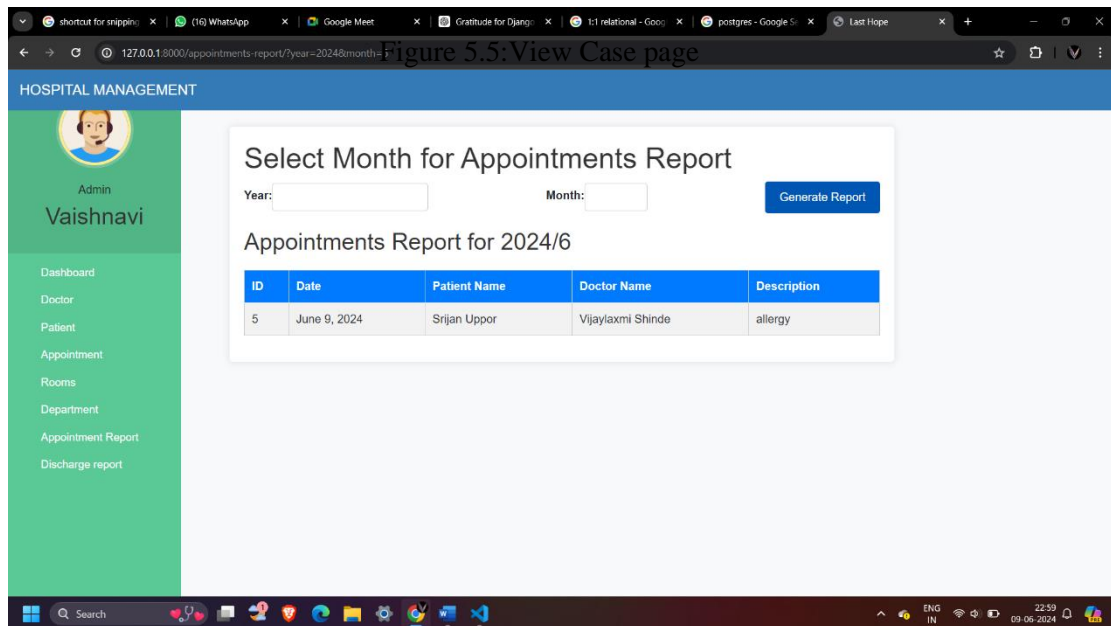 shortcut for snipping
(16) WhatsApp
Google Meet
Gratitude for Django
1:1 relational - Goog
postgres - Google Se
Last Hope
127.0.0.1:8000/appointments-report/?year=2024&month=
Figure 5.5:View Case page
HOSPITAL MANAGEMENT
Admin
Vaishnavi
Dashboard
Doctor
Patient
Appointment
Rooms
Department
Appointment Report
Discharge report
Select Month for Appointments Report
Year: Month: Generate Report
Appointments Report for 2024/6
ID Date Patient Name Doctor Name Description
5 June 9, 2024 Srijan Uppor Vijaylaxmi Shinde allergy
Search
ENG
IN
22:59
09-06-2024